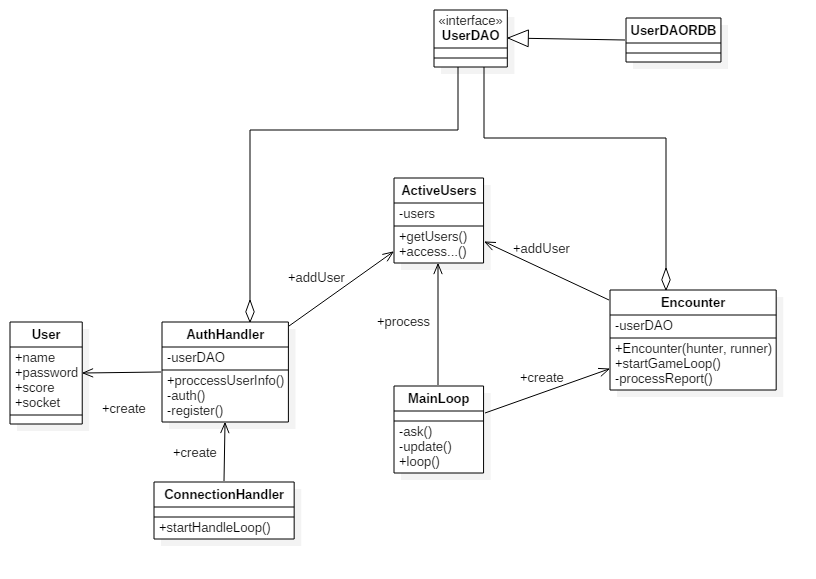 «interface»
UserDAO
UserDAORDB
ActiveUsers
-users
+getUsers()
+access...()
+addUser
+addUser
+process
User
+name
+password
+score
+socket
AuthHandler
-userDAO
+proccessUserInfo()
-auth()
-register()
Encounter
-userDAO
+Encounter(hunter, runner)
+startGameLoop()
-processReport()
+create
+create
+create
MainLoop
-ask()
-update()
+loop()
ConnectionHandler
+startHandleLoop()